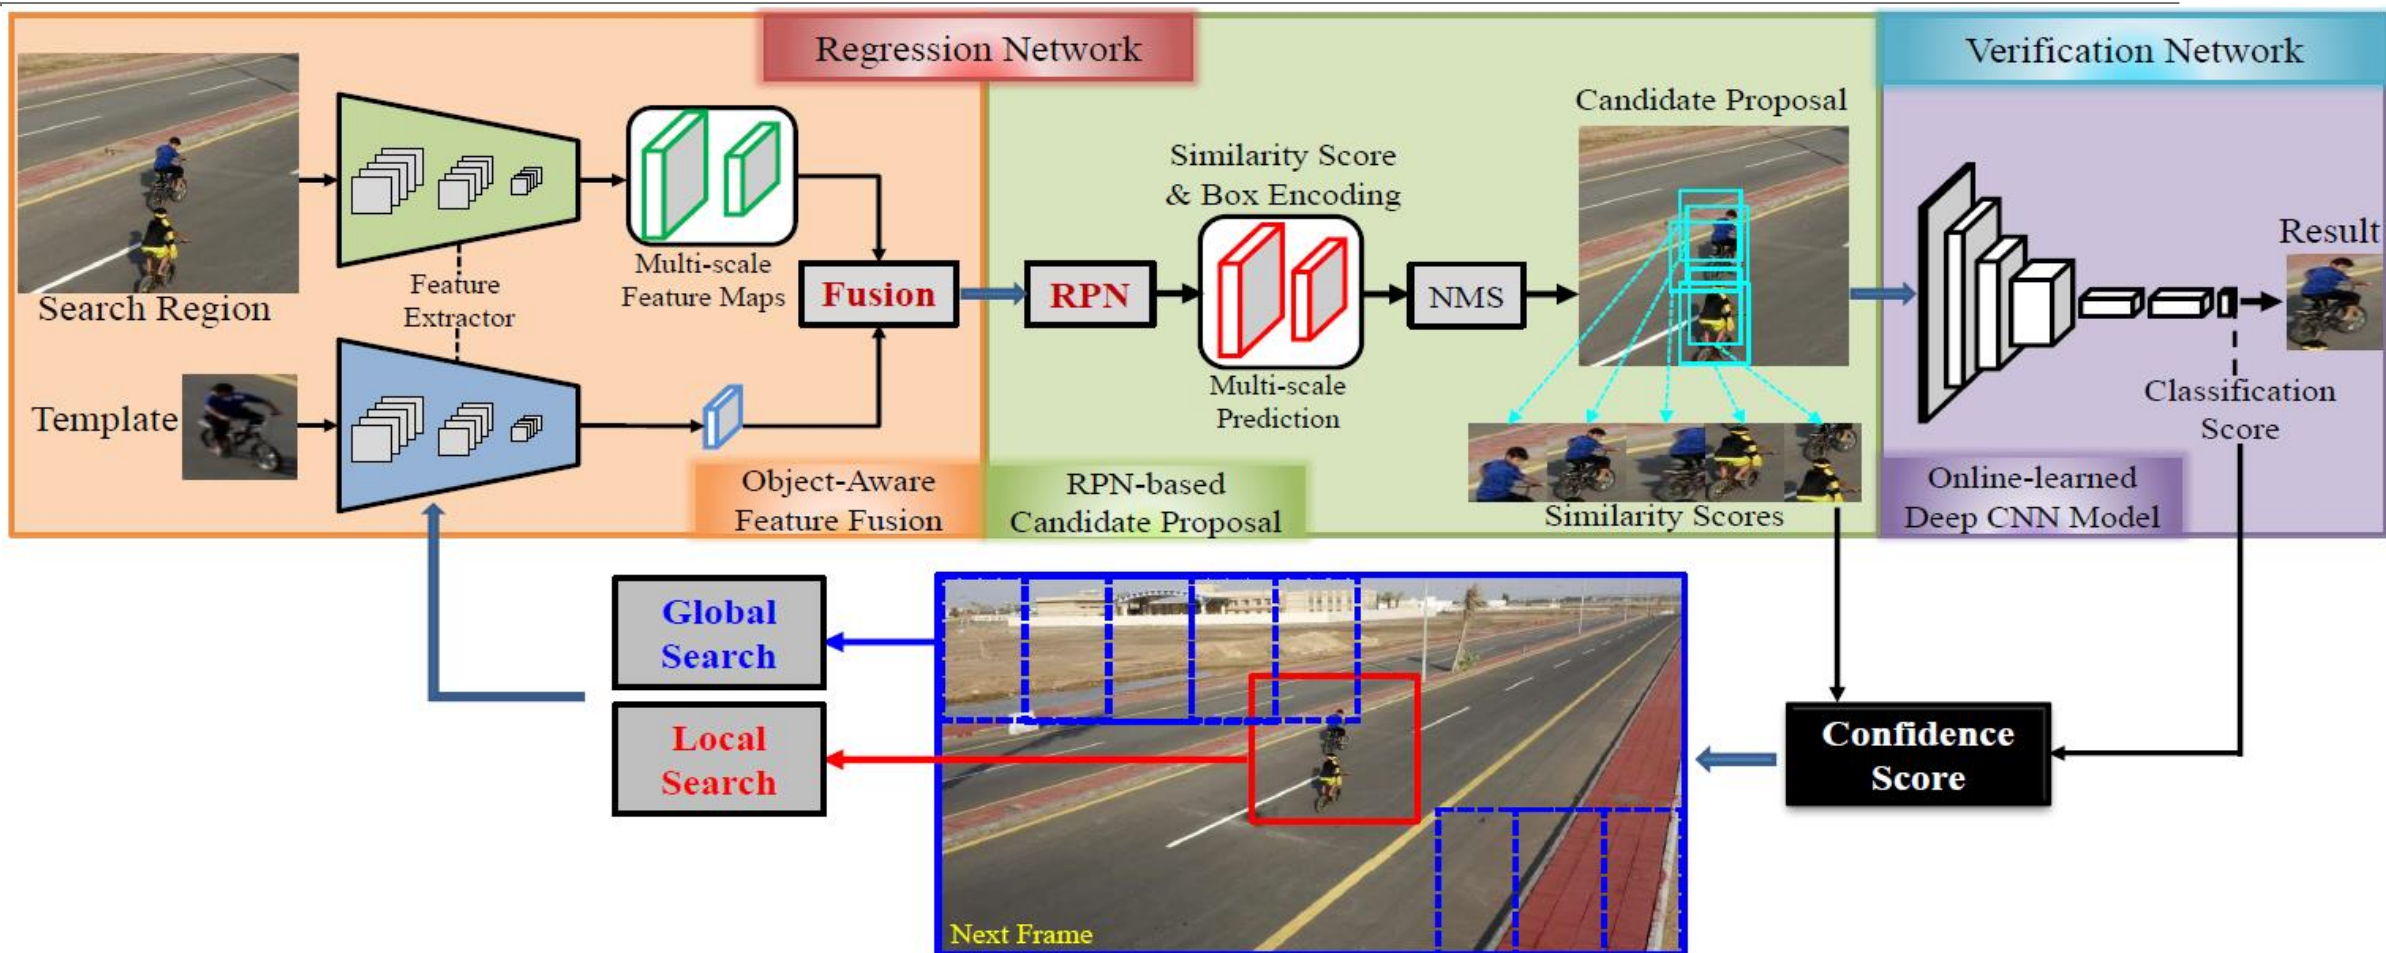 Regression Network
Verification Network
Search Region
Template
Feature
Extractor
Multi-scale
Feature Maps
Fusion
Object-Aware
Feature Fusion
RPN
Similarity Score
& Box Encoding
Multi-scale
Prediction
NMS
Candidate Proposal
Similarity Scores
RPN-based
Candidate Proposal
Result
Classification
Score
Online-learned
Deep CNN Model
Global
Search
Local
Search
Next Frame
Confidence
Score